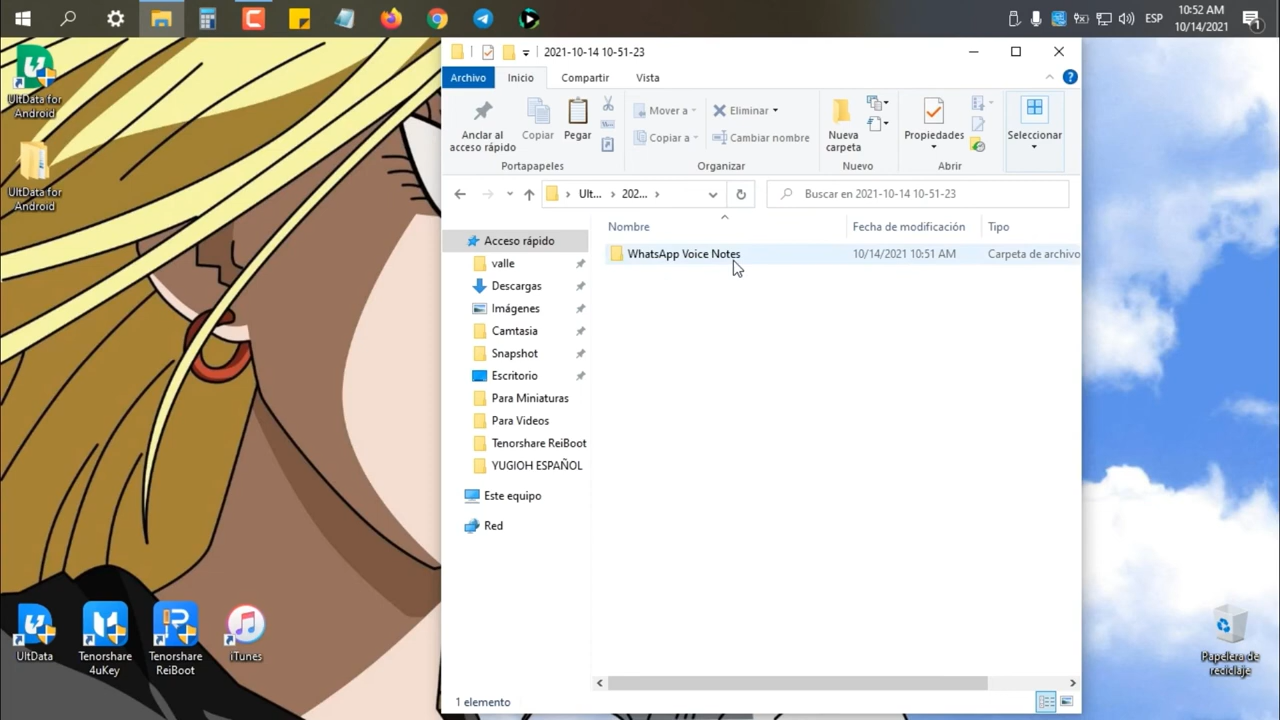 ESP
10:52 AM
10/14/2021
1
UltData for
Android
UltData for
Android
UltData
Tenorshare
4uKey
Tenorshare
ReiBoot
iTunes
Papelera de
reciclaje
2021-10-14 10-51-23
Archivo Inicio Compartir Vista
Anclar al
acceso rápido
Copiar
Pegar
Mover a
Copiar a
Eliminar
Cambiar nombre
Nueva
carpeta
Propiedades
Seleccionar
Portapapeles Organizar Nuevo Abrir
Ult... 202... Buscar en 2021-10-14 10-51-23
Nombre Fecha de modificación Tipo
WhatsApp Voice Notes 10/14/2021 10:51 AM Carpeta de archivo
Acceso rápido
valle
Descargas
Imágenes
Camtasia
Snapshot
Escritorio
Para Miniaturas
Para Videos
Tenorshare ReiBoot
YUGIOH ESPAÑOL
Este equipo
Red
1 elemento